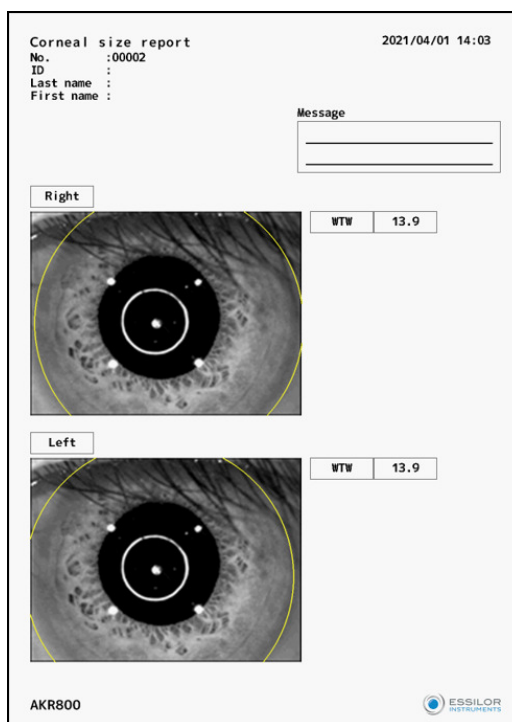 Corneal size report 2021/04/01 14:03
No. :00002
ID :
Last name :
First name :
Message
Right
WTW 13.9
Left
WTW 13.9
AKR800
ESSILOR
INSTRUMENTS